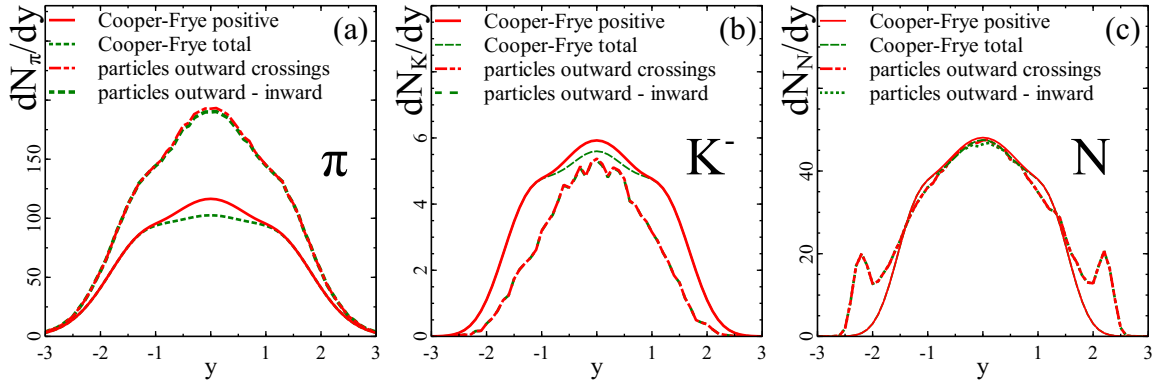 dN_π/dy
Cooper-Frye positive
Cooper-Frye total
particles outward crossings
particles outward - inward
(a)
π
0
50
100
150
-3 -2 -1 0 1 2 3
y
dN_K/dy
Cooper-Frye positive
Cooper-Frye total
particles outward crossings
particles outward - inward
(b)
K⁻
0
2
4
6
-3 -2 -1 0 1 2 3
y
dN_N/dy
Cooper-Frye positive
Cooper-Frye total
particles outward crossings
particles outward - inward
(c)
N
0
20
40
-3 -2 -1 0 1 2 3
y